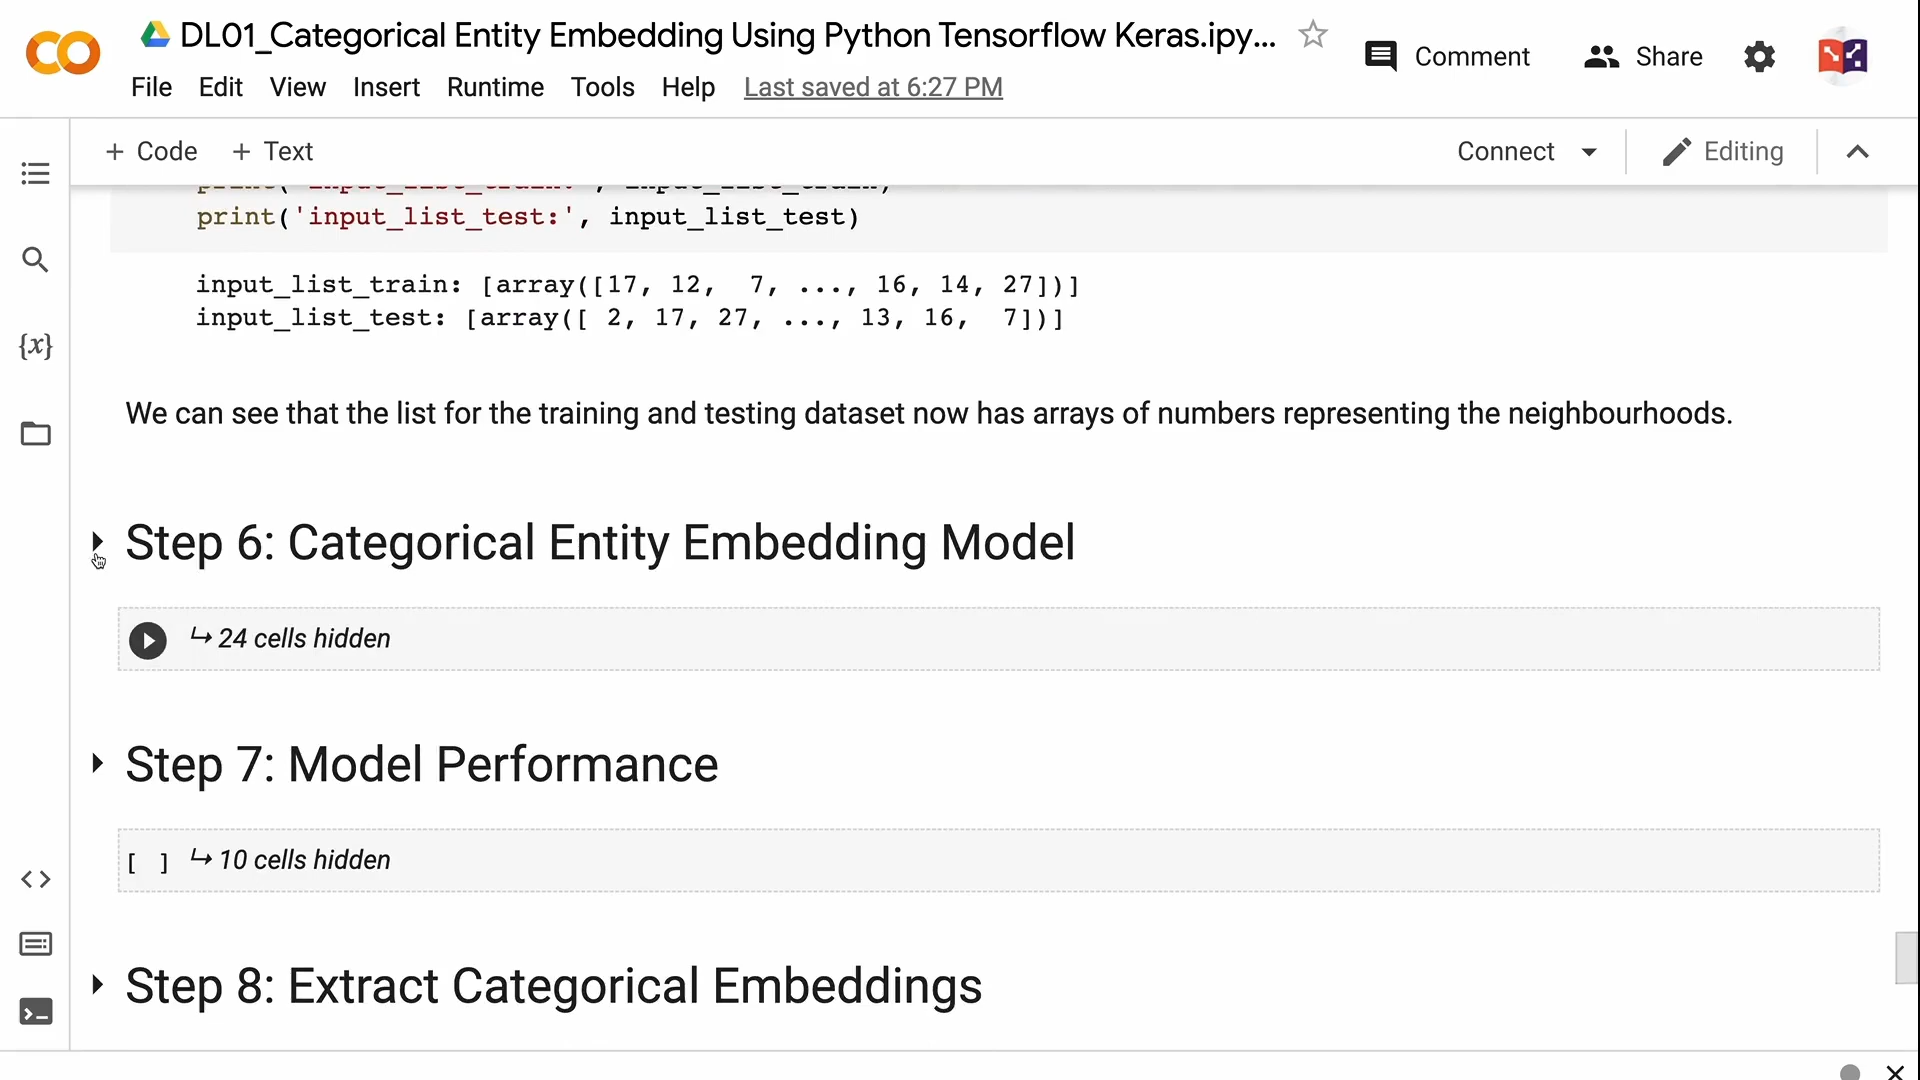 DL01_Categorical Entity Embedding Using Python Tensorflow Keras.ipy...
Comment
Share
File Edit View Insert Runtime Tools Help Last saved at 6:27 PM
+ Code + Text
Connect
Editing
print('input_list_train:', input_list_train)
print('input_list_test:', input_list_test)
input_list_train: [array([17, 12, 7, ..., 16, 14, 27])]
input_list_test: [array([ 2, 17, 27, ..., 13, 16, 7])]
We can see that the list for the training and testing dataset now has arrays of numbers representing the neighbourhoods.
{x}
Step 6: Categorical Entity Embedding Model
24 cells hidden
Step 7: Model Performance
[ ] 10 cells hidden
Step 8: Extract Categorical Embeddings